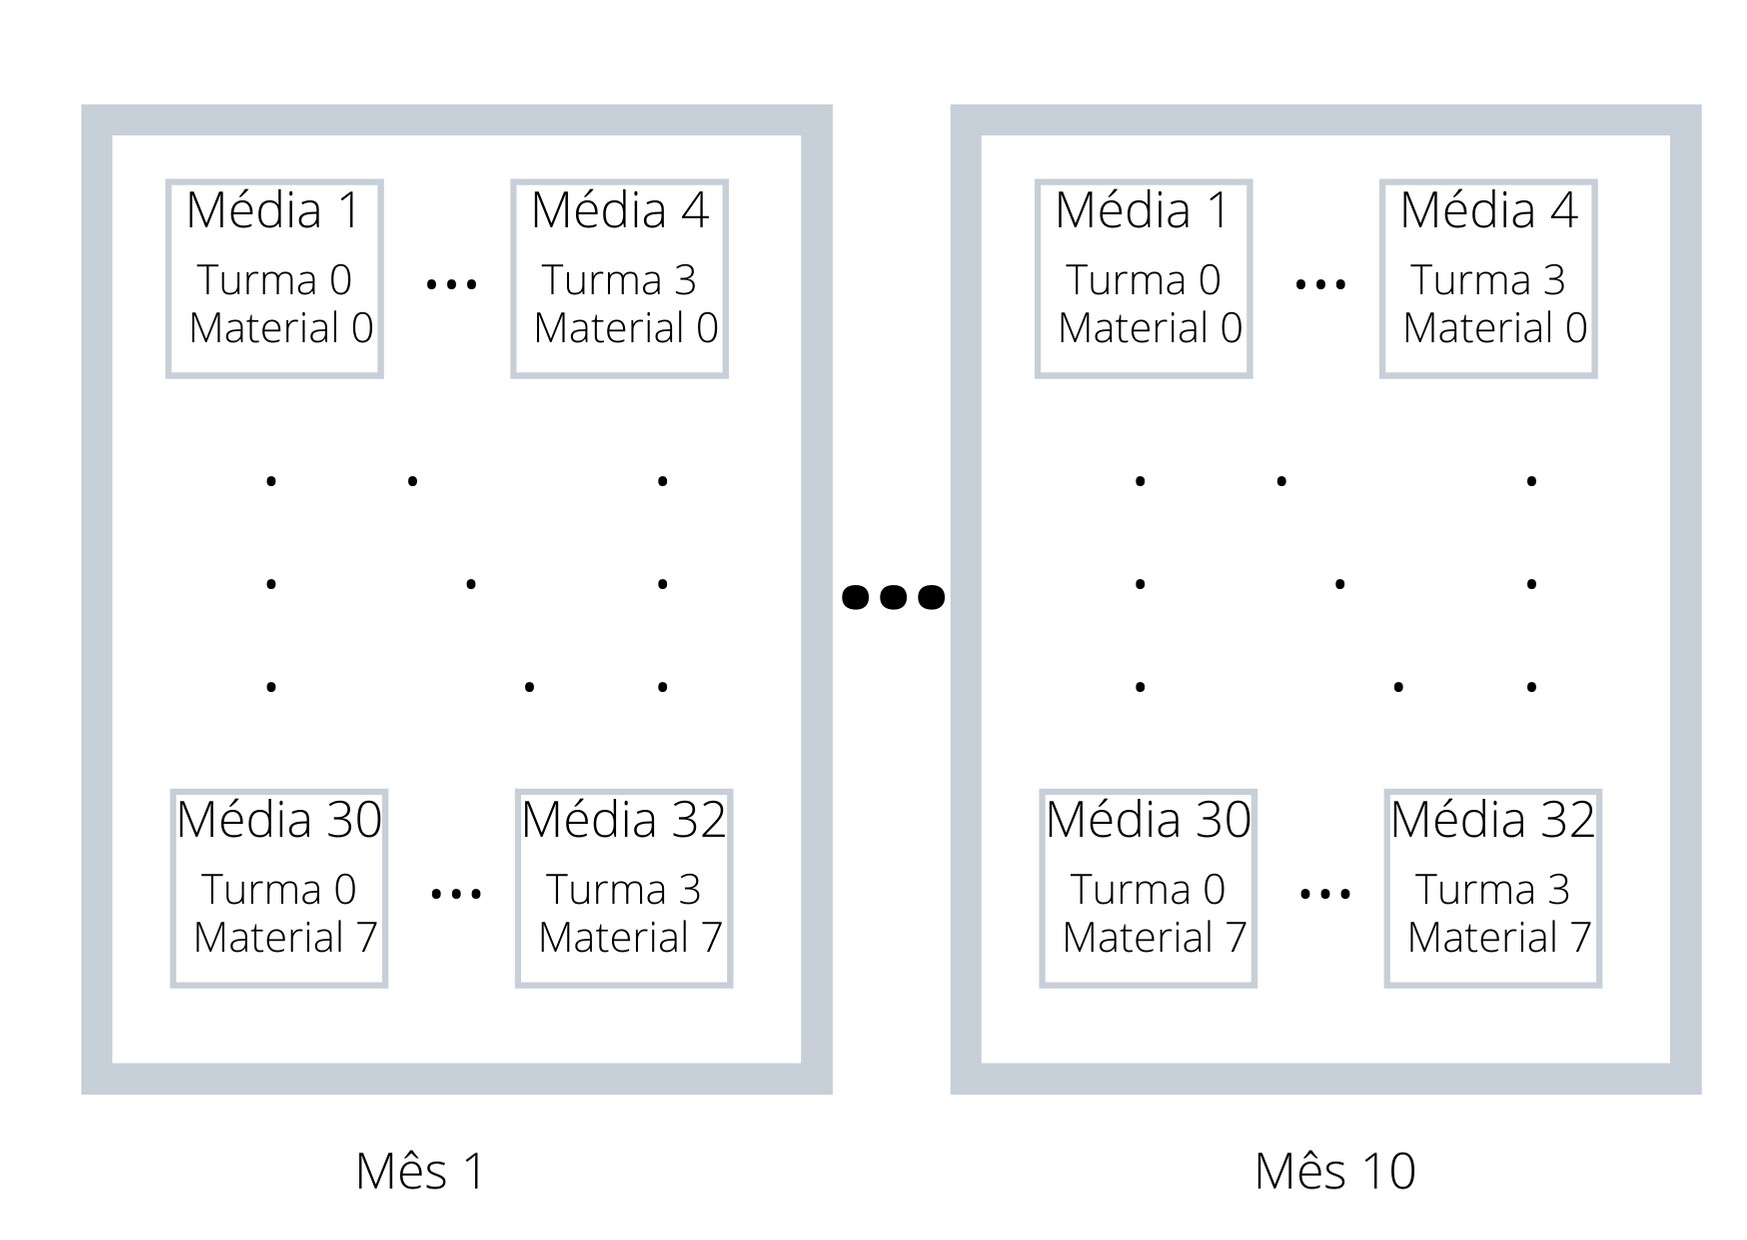 Média 1
Turma 0
Material 0
...
Média 4
Turma 3
Material 0
Média 30
Turma 0
Material 7
...
Média 32
Turma 3
Material 7
Mês 1
...
Média 1
Turma 0
Material 0
...
Média 4
Turma 3
Material 0
Média 30
Turma 0
Material 7
...
Média 32
Turma 3
Material 7
Mês 10